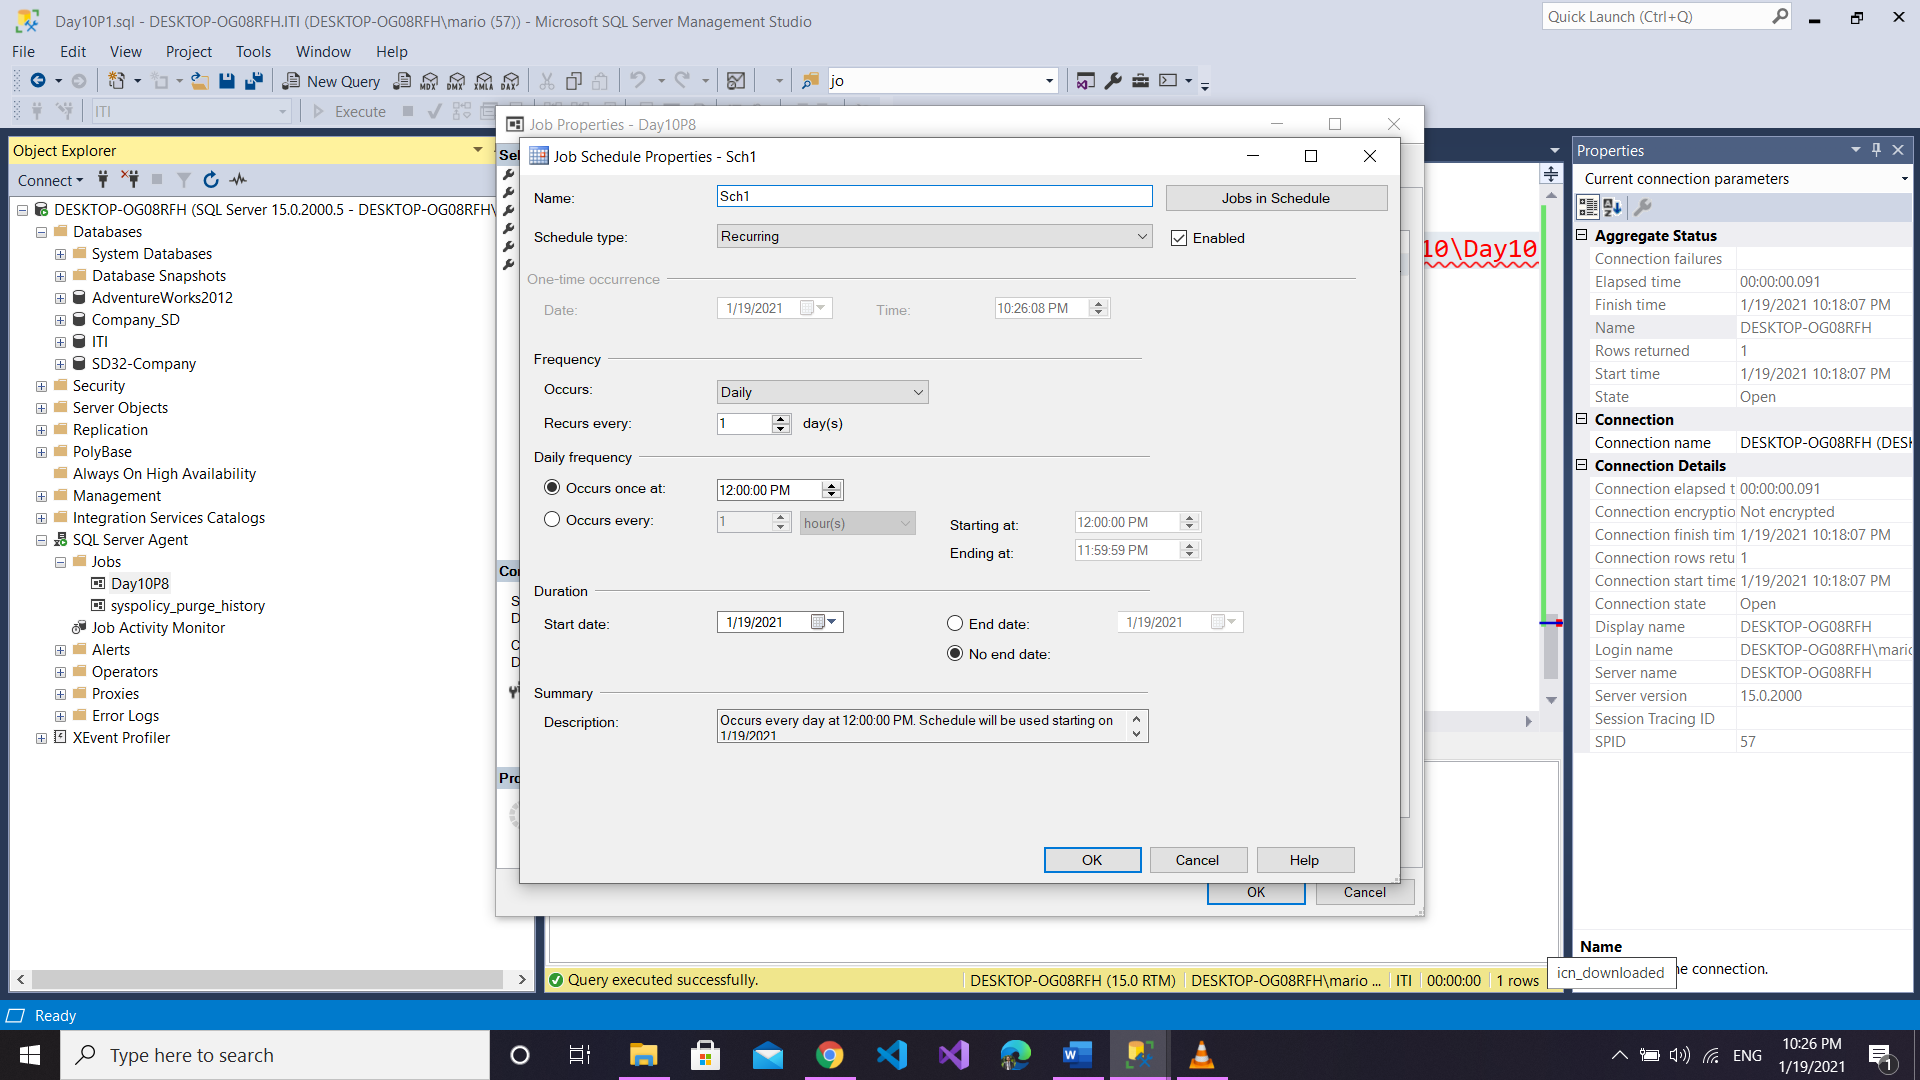 Day10P1.sql - DESKTOP-OG08RFH.ITI (DESKTOP-OG08RFH\mario (57)) - Microsoft SQL Server Management Studio
Quick Launch (Ctrl+Q)
File Edit View Project Tools Window Help
New Query
MDX DMX XMLA DAX
jo
ITI
Execute
Object Explorer
Connect
DESKTOP-OG08RFH (SQL Server 15.0.2000.5 - DESKTOP-OG08RFH\
Databases
System Databases
Database Snapshots
AdventureWorks2012
Company_SD
ITI
SD32-Company
Security
Server Objects
Replication
PolyBase
Always On High Availability
Management
Integration Services Catalogs
SQL Server Agent
Jobs
Day10P8
syspolicy_purge_history
Job Activity Monitor
Alerts
Operators
Proxies
Error Logs
XEvent Profiler
Job Properties - Day10P8
Sel
Co
S
D
C
D
Pro
Job Schedule Properties - Sch1
Name: Sch1 Jobs in Schedule
Schedule type: Recurring Enabled
One-time occurrence
Date: 1/19/2021 Time: 10:26:08 PM
Frequency
Occurs: Daily
Recurs every: 1 day(s)
Daily frequency
Occurs once at: 12:00:00 PM
Occurs every: 1 hour(s) Starting at: 12:00:00 PM
Ending at: 11:59:59 PM
Duration
Start date: 1/19/2021 End date: 1/19/2021
No end date:
Summary
Description: Occurs every day at 12:00:00 PM. Schedule will be used starting on
1/19/2021
OK Cancel Help
OK Cancel
10\Day10
Query executed successfully. DESKTOP-OG08RFH (15.0 RTM) DESKTOP-OG08RFH\mario ... ITI 00:00:00 1 rows
Properties
Current connection parameters
Aggregate Status
Connection failures
Elapsed time 00:00:00.091
Finish time 1/19/2021 10:18:07 PM
Name DESKTOP-OG08RFH
Rows returned 1
Start time 1/19/2021 10:18:07 PM
State Open
Connection
Connection name DESKTOP-OG08RFH (DESK
Connection Details
Connection elapsed t 00:00:00.091
Connection encryptio Not encrypted
Connection finish tim 1/19/2021 10:18:07 PM
Connection rows retu 1
Connection start time 1/19/2021 10:18:07 PM
Connection state Open
Display name DESKTOP-OG08RFH
Login name DESKTOP-OG08RFH\mario
Server name DESKTOP-OG08RFH
Server version 15.0.2000
Session Tracing ID
SPID 57
Name
e connection.
icn_downloaded
Ready
Type here to search
ENG
10:26 PM
1/19/2021
1